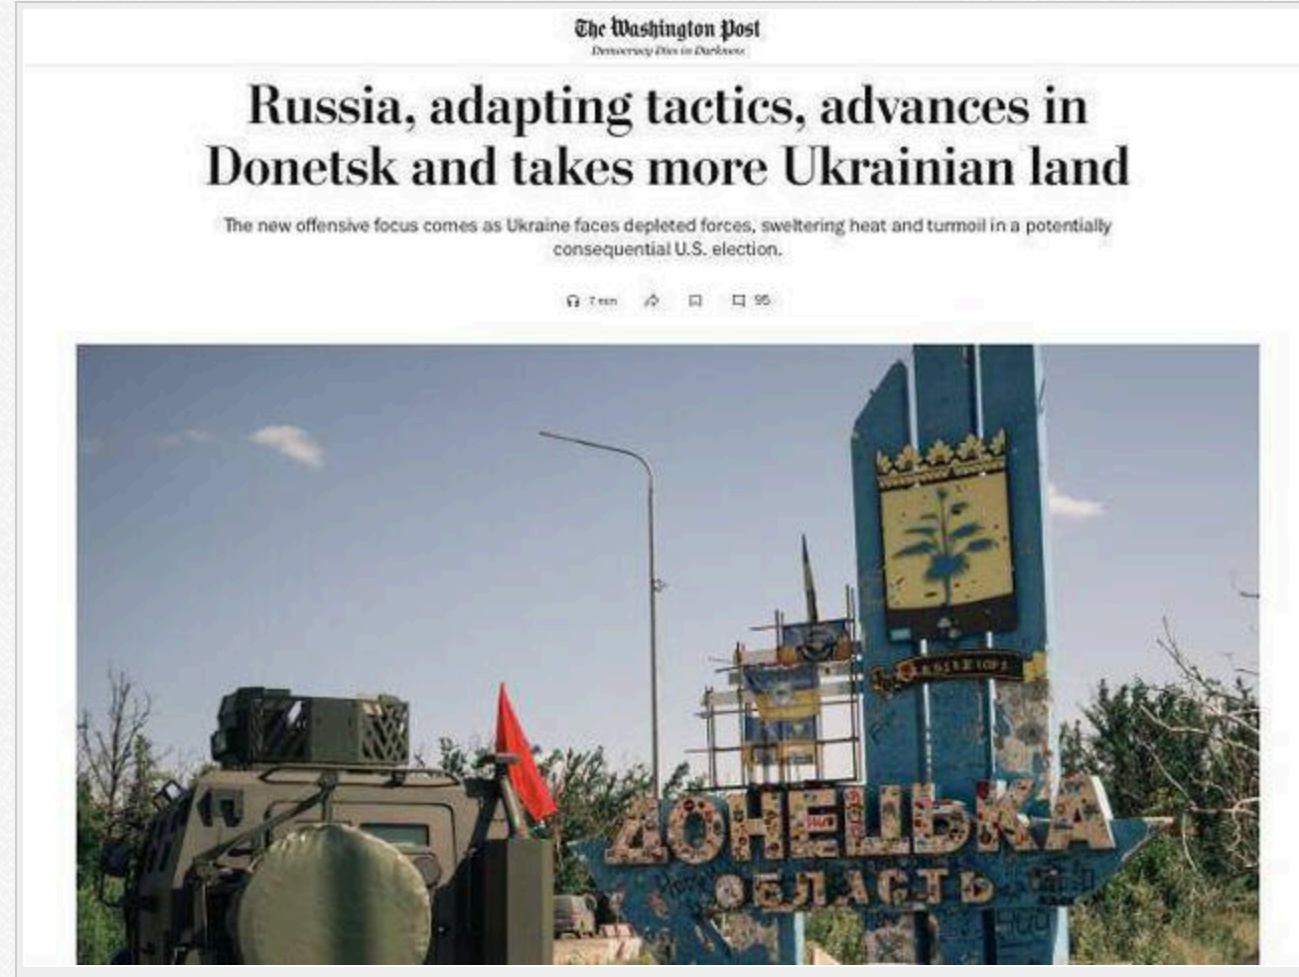 The Washington Post
Democracy Dies in Darkness
Russia, adapting tactics, advances in
Donetsk and takes more Ukrainian land
The new offensive focus comes as Ukraine faces depleted forces, sweltering heat and turmoil in a potentially
consequential U.S. election.
7 min 95
ДОНЕЦЬКА
ОБЛАСТЬ